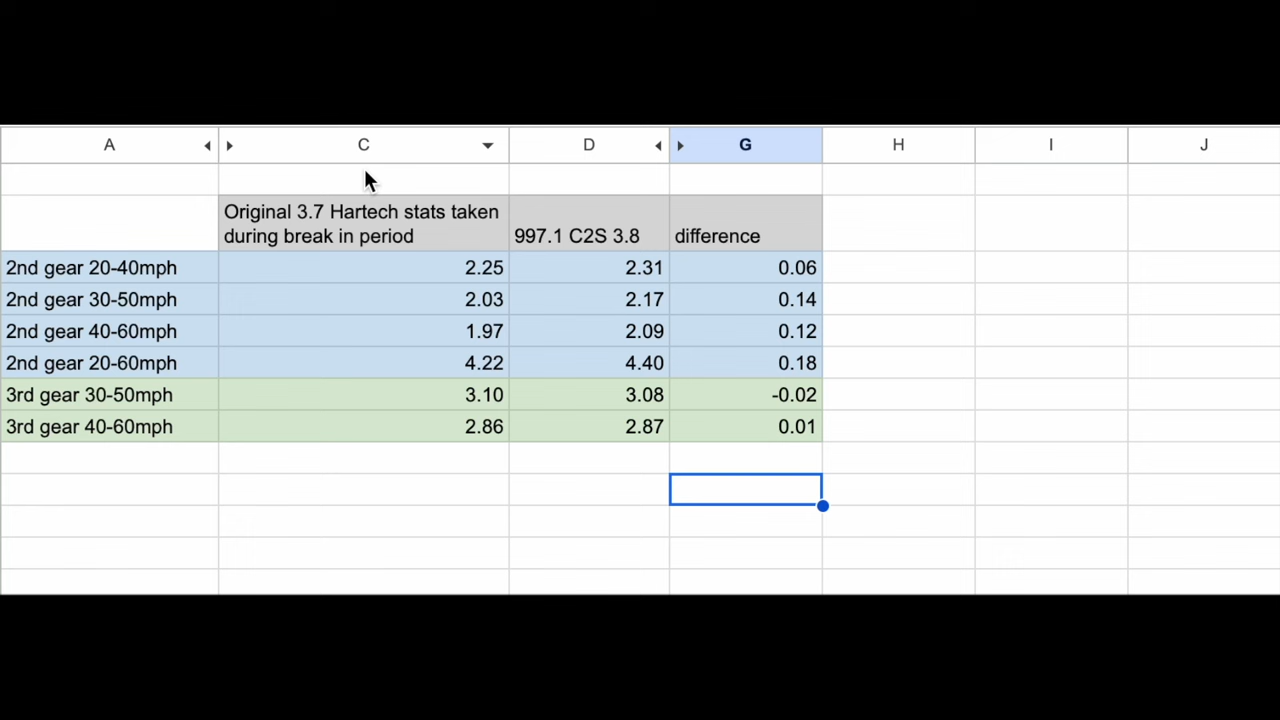 A C D G H I J
Original 3.7 Hartech stats taken
during break in period 997.1 C2S 3.8 difference
2nd gear 20-40mph 2.25 2.31 0.06
2nd gear 30-50mph 2.03 2.17 0.14
2nd gear 40-60mph 1.97 2.09 0.12
2nd gear 20-60mph 4.22 4.40 0.18
3rd gear 30-50mph 3.10 3.08 -0.02
3rd gear 40-60mph 2.86 2.87 0.01